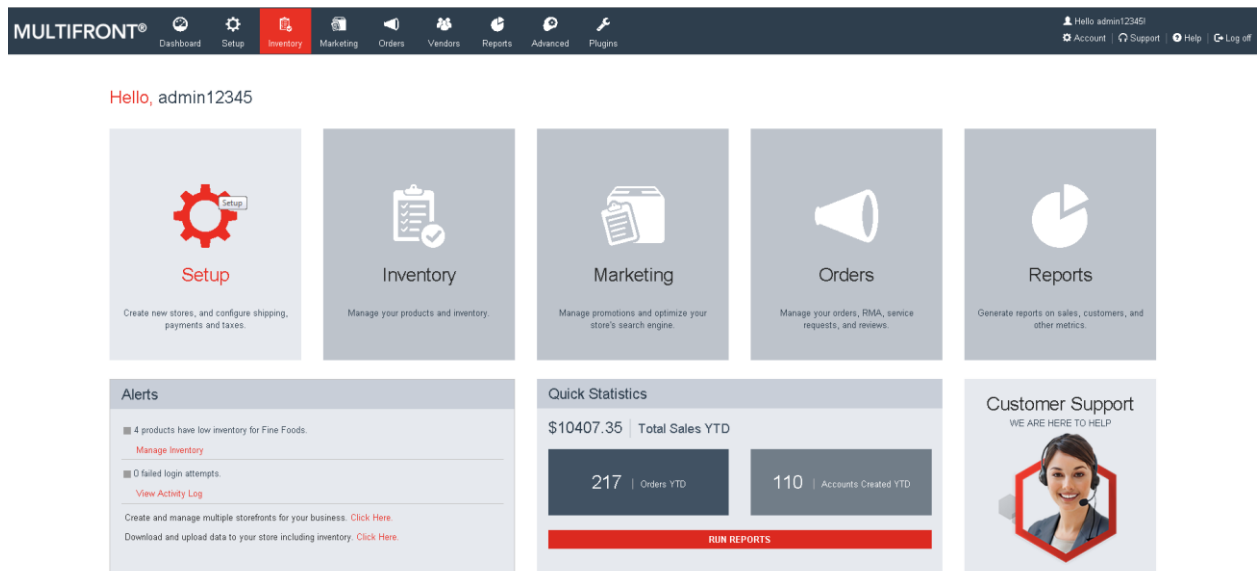 MULTIFRONT®
Dashboard
Setup
Inventory
Marketing
Orders
Vendors
Reports
Advanced
Plugins
Hello admin12345!
Account | Support | Help | Log off
Hello, admin12345
Setup
Setup
Create new stores, and configure shipping,
payments and taxes.
Inventory
Manage your products and inventory.
Marketing
Manage promotions and optimize your
store's search engine.
Orders
Manage your orders, RMA, service
requests, and reviews.
Reports
Generate reports on sales, customers, and
other metrics.
Alerts
4 products have low inventory for Fine Foods.
Manage Inventory
0 failed login attempts.
View Activity Log
Create and manage multiple storefronts for your business. Click Here.
Download and upload data to your store including inventory. Click Here.
Quick Statistics
$10407.35 | Total Sales YTD
217 | Orders YTD
110 | Accounts Created YTD
RUN REPORTS
Customer Support
WE ARE HERE TO HELP